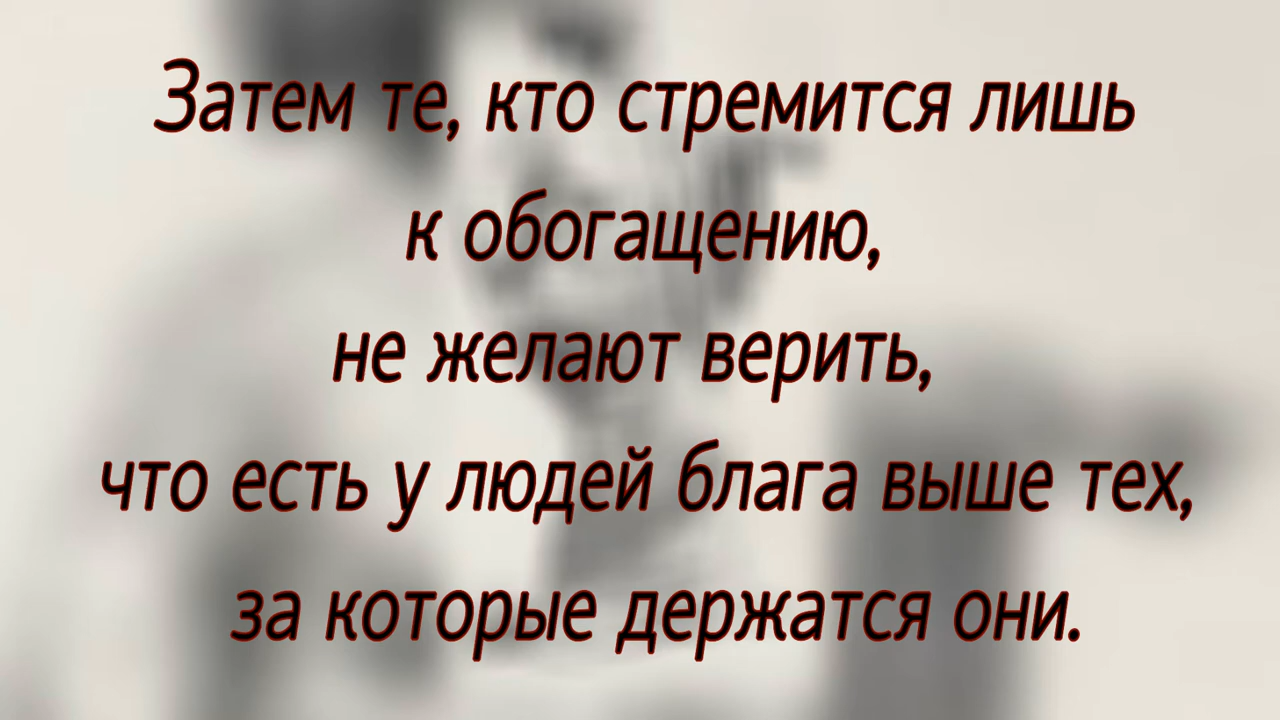 Затем те, кто стремится лишь
к обогащению,
не желают верить,
что есть у людей блага выше тех,
за которые держатся они.